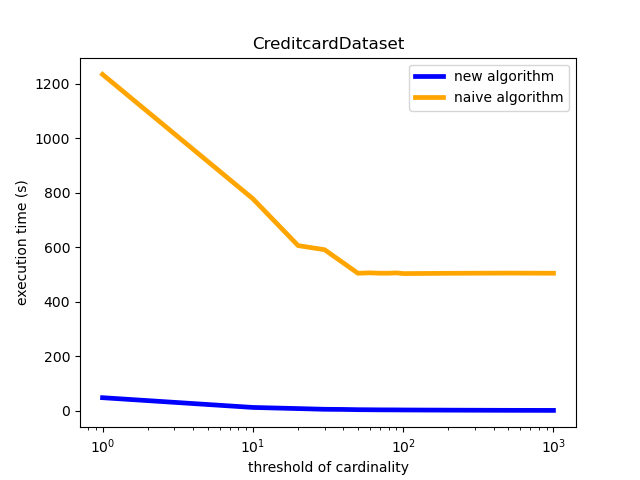 CreditcardDataset
new algorithm
naive algorithm
execution time (s)
1200
1000
800
600
400
200
0
10⁰ 10¹ 10² 10³
threshold of cardinality